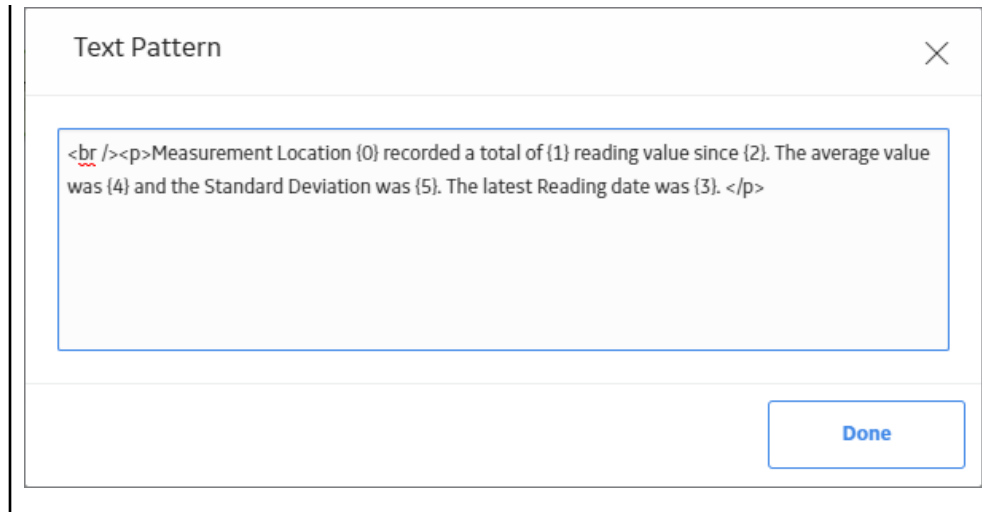 Text Pattern
<br /><p>Measurement Location {0} recorded a total of {1} reading value since {2}. The average value
was {4} and the Standard Deviation was {5}. The latest Reading date was {3}. </p>
Done